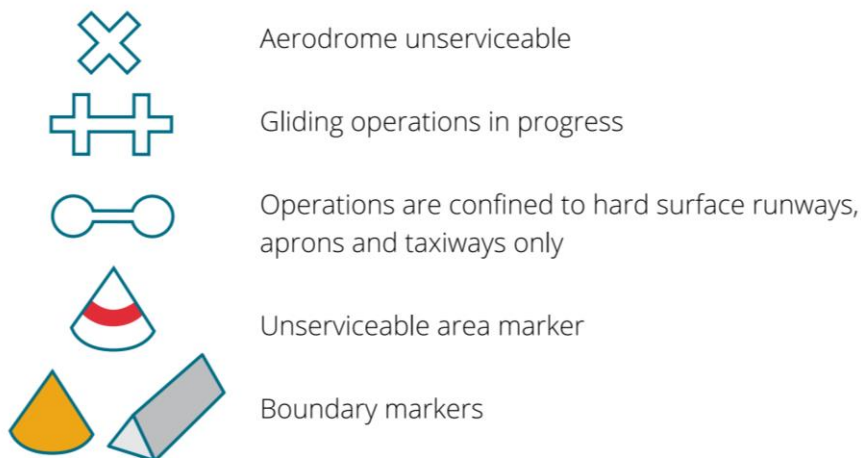 Aerodrome unserviceable
Gliding operations in progress
Operations are confined to hard surface runways,
aprons and taxiways only
Unserviceable area marker
Boundary markers